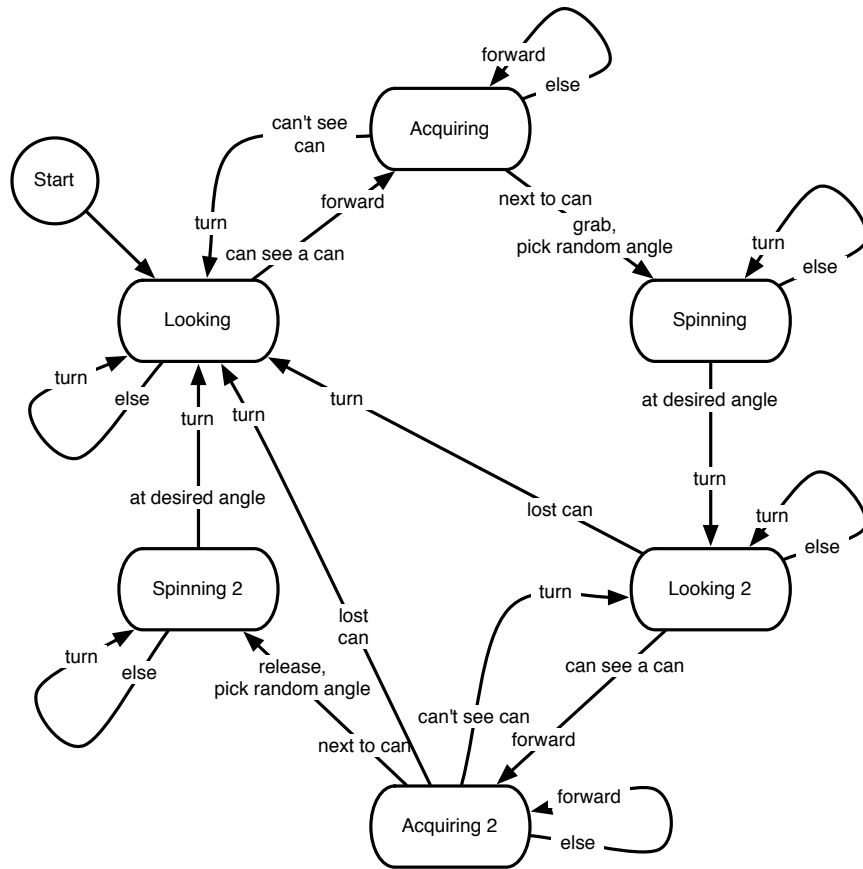 forward
else
Acquiring
can't see
can
Start
forward
next to can
turn
grab,
pick random angle
can see a can
turn
else
Looking
Spinning
turn
else
turn
turn
turn
at desired angle
at desired angle
turn
lost can
turn
else
Spinning 2
turn
Looking 2
lost
can
turn
else
release,
pick random angle
can see a can
can't see can
next to can
forward
forward
Acquiring 2
else